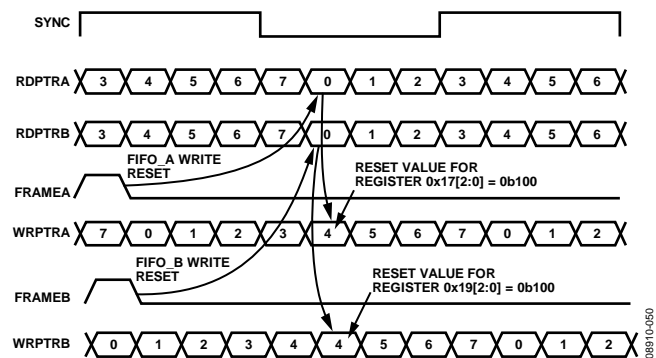 SYNC
RDPTRA 3 4 5 6 7 0 1 2 3 4 5 6
RDPTRB 3 4 5 6 7 0 1 2 3 4 5 6
FIFO_A WRITE
RESET
RESET VALUE FOR
REGISTER 0x17[2:0] = 0b100
FRAMEA
WRPTRA 7 0 1 2 3 4 5 6 7 0 1 2
FIFO_B WRITE
RESET
RESET VALUE FOR
REGISTER 0x19[2:0] = 0b100
FRAMEB
WRPTRB 0 1 2 3 4 4 5 6 7 0 1 2
08910-050